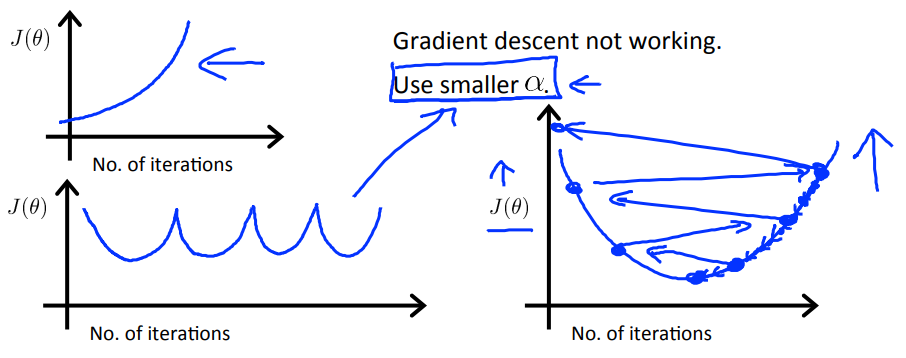 J(θ)
No. of iterations
Gradient descent not working.
Use smaller α.
J(θ)
No. of iterations
J(θ)
No. of iterations